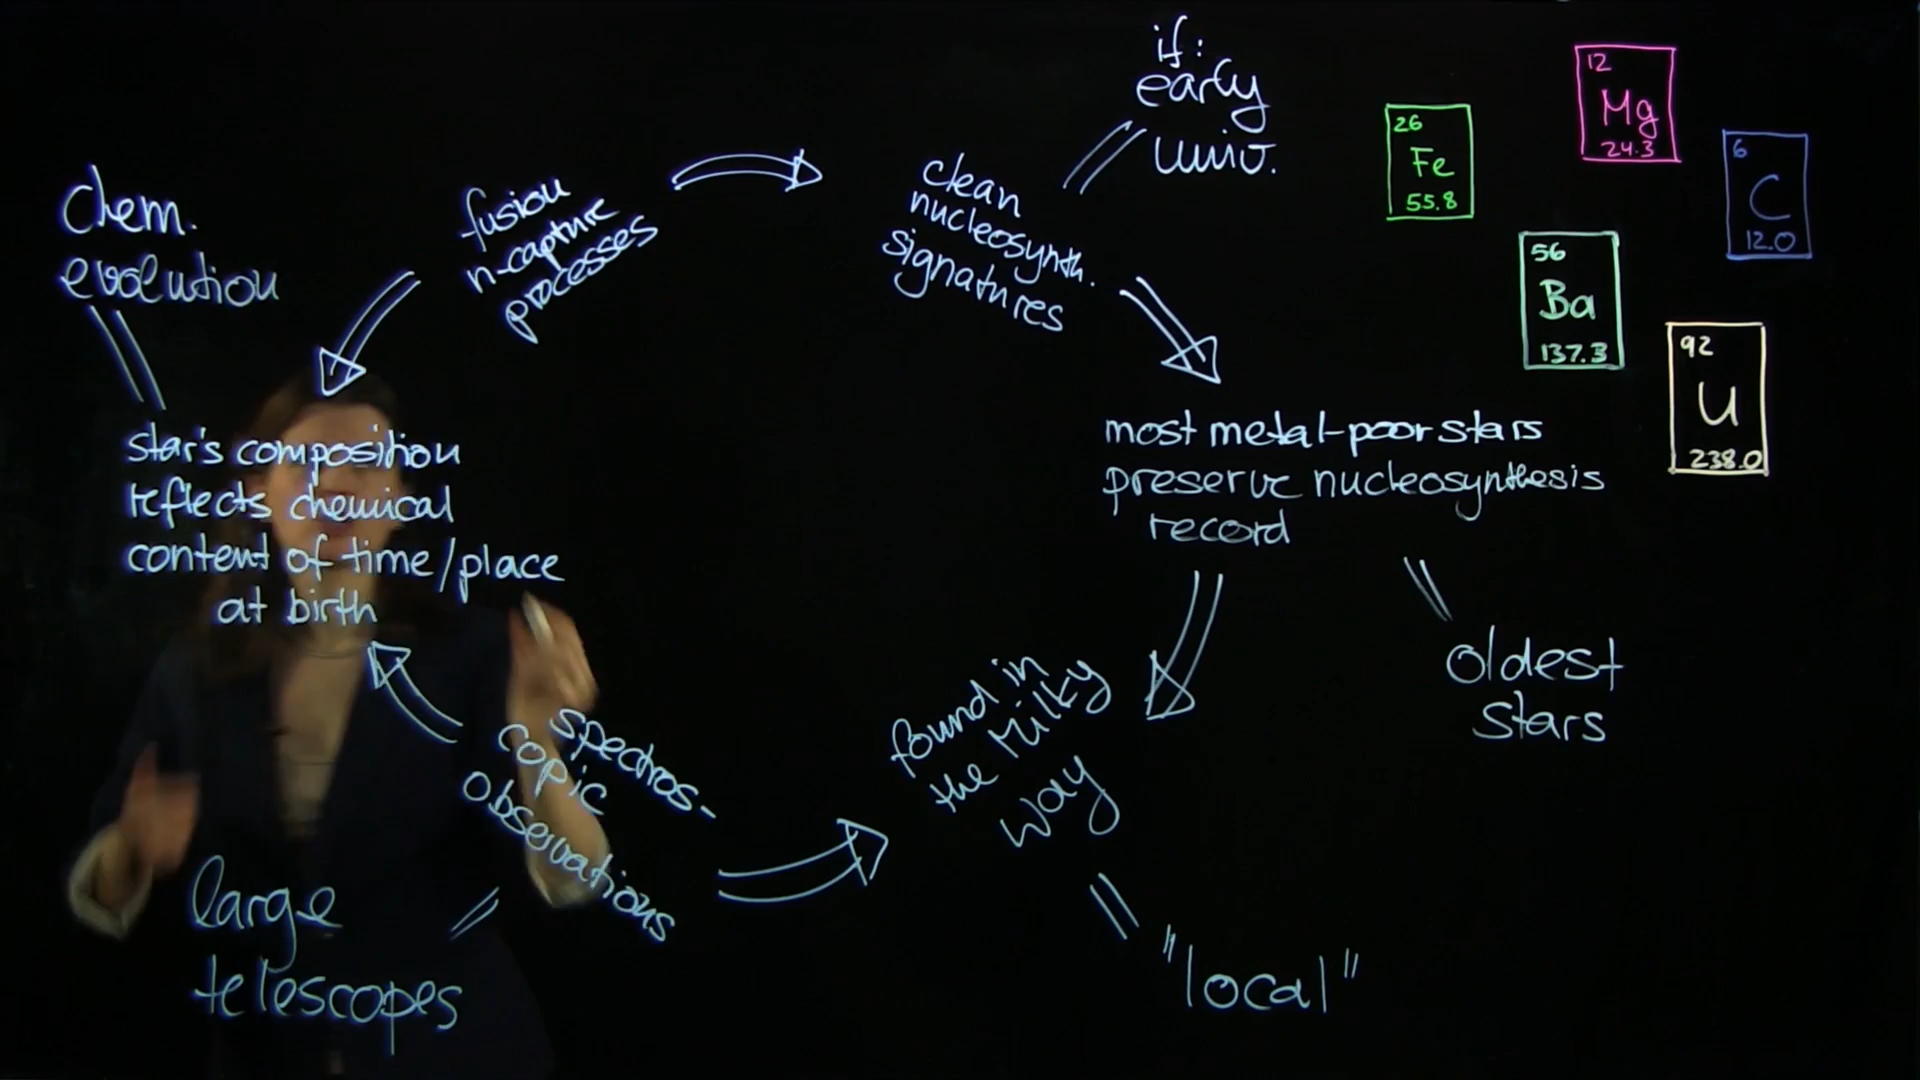 chem.
evolution
fusion
n-capture
processes
if:
early
univ.
clean
nucleosynth.
signatures
26
Fe
55.8
12
Mg
24.3
6
C
12.0
56
Ba
137.3
92
U
238.0
star's composition
reflects chemical
content of time/place
at birth
most metal-poor stars
preserve nucleosynthesis
record
oldest
stars
spectros-
copic
observations
large
telescopes
found in
the Milky
Way
"local"